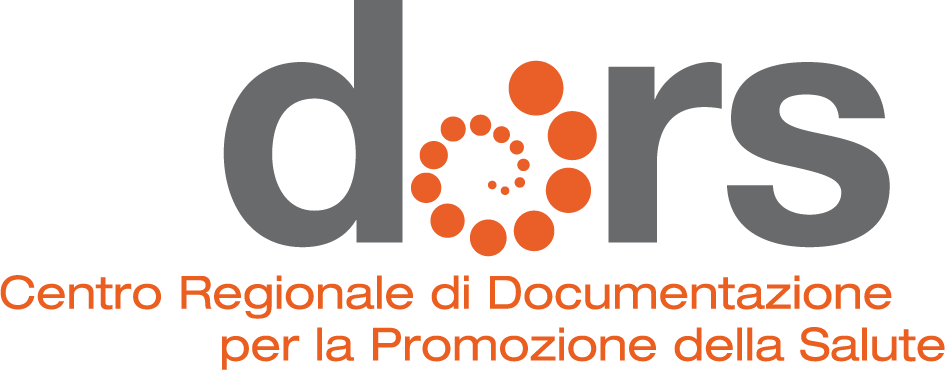 dors
Centro Regionale di Documentazione
per la Promozione della Salute